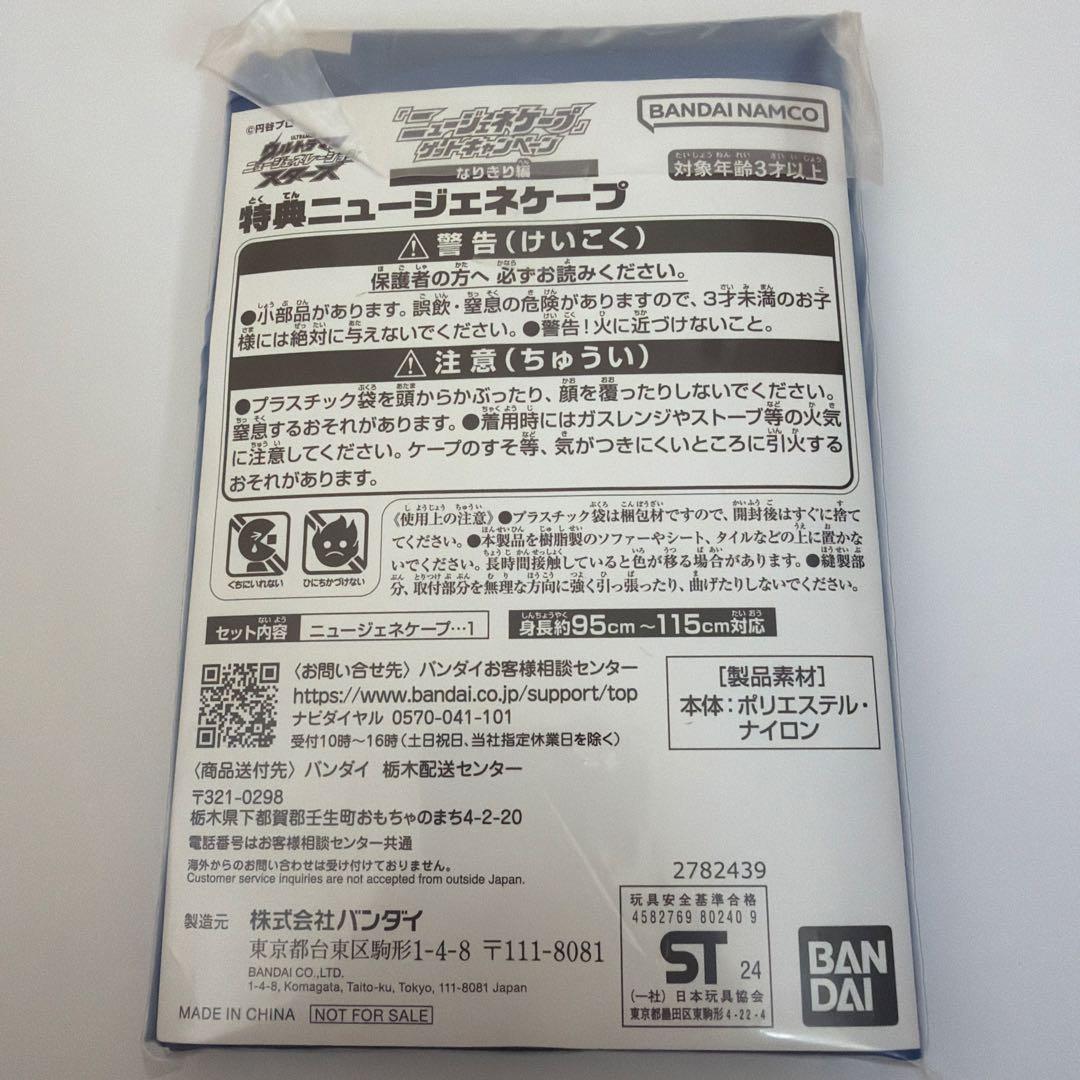 ©円谷プロ
ウルトラマン
ニュージェネレーション
スターズ
『ニュージェネケープ』
ゲットキャンペーン
なりきり編
BANDAI NAMCO
対象年齢3才以上
特典ニュージェネケープ
警告(けいこく)
保護者の方へ 必ずお読みください。
●小部品があります。誤飲・窒息の危険がありますので、3才未満のお子
様には絶対に与えないでください。●警告!火に近づけないこと。
注意(ちゅうい)
●プラスチック袋を頭からかぶったり、顔を覆ったりしないでください。
窒息するおそれがあります。●着用時にはガスレンジやストーブ等の火気
に注意してください。ケープのすそ等、気がつきにくいところに引火する
おそれがあります。
くちにいれない
ひにちかづけない
《使用上の注意》●プラスチック袋は梱包材ですので、開封後はすぐに捨て
てください。●本製品を樹脂製のソファーやシート、タイルなどの上に置かな
いでください。長時間接触していると色が移る場合があります。●縫製部
分、取付部分を無理な方向に強く引っ張ったり、曲げたりしないでください。
セット内容 ニュージェネケープ…1
身長約95cm～115cm対応
〈お問い合せ先〉バンダイお客様相談センター
https://www.bandai.co.jp/support/top
ナビダイヤル 0570-041-101
受付10時～16時(土日祝日、当社指定休業日を除く)
[製品素材]
本体:ポリエステル・
ナイロン
〈商品送付先〉バンダイ 栃木配送センター
〒321-0298
栃木県下都賀郡壬生町おもちゃのまち4-2-20
電話番号はお客様相談センター共通
海外からのお問い合わせは受け付けておりません。
Customer service inquiries are not accepted from outside Japan.
2782439
製造元 株式会社バンダイ
東京都台東区駒形1-4-8 〒111-8081
BANDAI CO.,LTD.
1-4-8, Komagata, Taito-ku, Tokyo, 111-8081 Japan
MADE IN CHINA NOT FOR SALE
玩具安全基準合格
4582769 80240 9
ST 24
(一社)日本玩具協会
東京都墨田区東駒形4-22-4
BAN
DAI